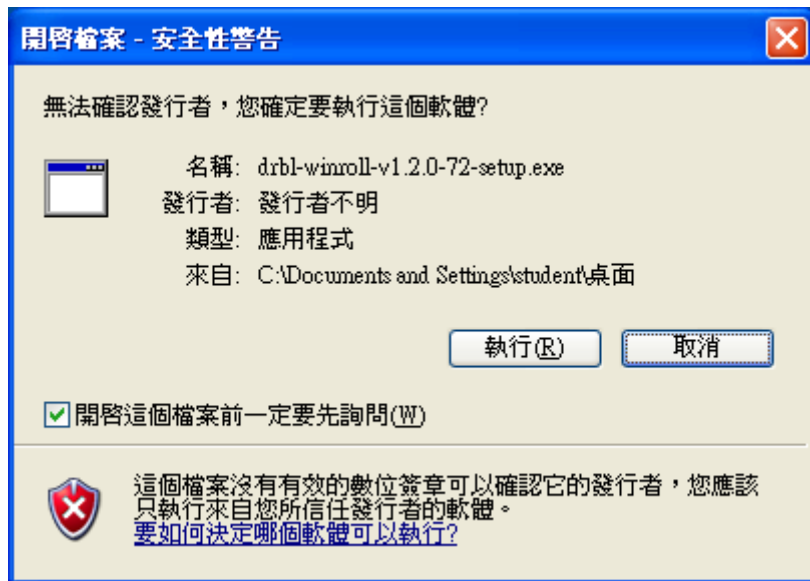 開啓檔案 - 安全性警告
無法確認發行者，您確定要執行這個軟體?
名稱: drbl-winroll-v1.2.0-72-setup.exe
發行者: 發行者不明
類型: 應用程式
來自: C:\Documents and Settings\student\桌面
執行(R) 取消
開啓這個檔案前一定要先詢問(W)
這個檔案沒有有效的數位簽章可以確認它的發行者，您應該
只執行來自您所信任發行者的軟體。
要如何決定哪個軟體可以執行?